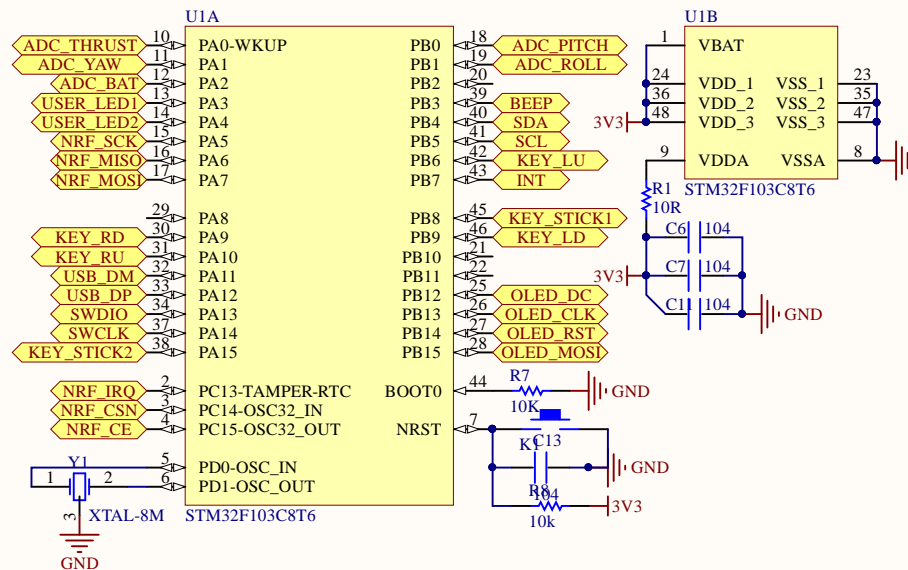 U1A
ADC_THRUST 10 PA0-WKUP PB0 18 ADC_PITCH
ADC_YAW 11 PA1 PB1 19 ADC_ROLL
ADC_BAT 12 PA2 PB2 20
USER_LED1 13 PA3 PB3 39 BEEP
USER_LED2 14 PA4 PB4 40 SDA
NRF_SCK 15 PA5 PB5 41 SCL
NRF_MISO 16 PA6 PB6 42 KEY_LU
NRF_MOSI 17 PA7 PB7 43 INT
29 PA8 PB8 45 KEY_STICK1
KEY_RD 30 PA9 PB9 46 KEY_LD
KEY_RU 31 PA10 PB10 21
USB_DM 32 PA11 PB11 22
USB_DP 33 PA12 PB12 25 OLED_DC
SWDIO 34 PA13 PB13 26 OLED_CLK
SWCLK 37 PA14 PB14 27 OLED_RST
KEY_STICK2 38 PA15 PB15 28 OLED_MOSI
NRF_IRQ 2 PC13-TAMPER-RTC BOOT0 44
NRF_CSN 3 PC14-OSC32_IN
NRF_CE 4 PC15-OSC32_OUT NRST 7
5 PD0-OSC_IN
6 PD1-OSC_OUT
STM32F103C8T6
Y1
1 2
3 XTAL-8M
GND
R7
10K
GND
K1 C13
GND
R8
104
3V3
10k
U1B
1 VBAT
24 VDD_1 VSS_1 23
36 VDD_2 VSS_2 35
3V3 48 VDD_3 VSS_3 47
9 VDDA VSSA 8
STM32F103C8T6
R1
10R
C6 104
3V3 C7 104
C11 104
GND